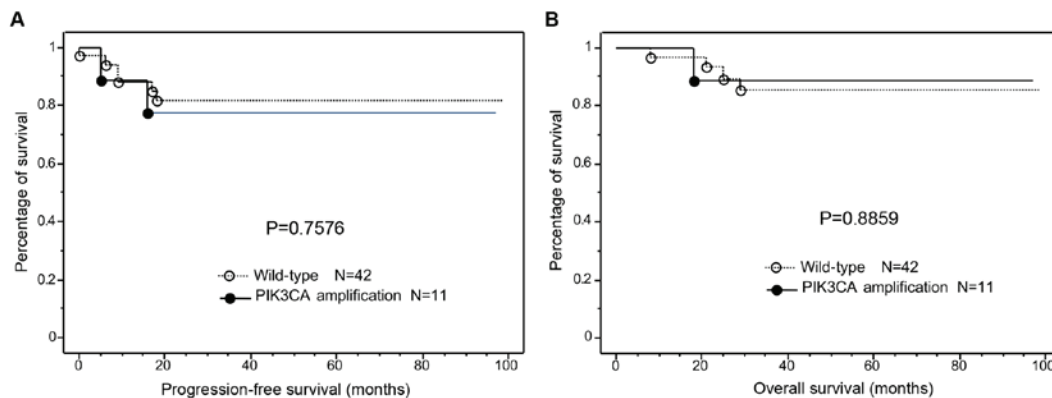 A
Percentage of survival
1
0.8
0.6
0.4
0.2
0
P=0.7576
Wild-type N=42
PIK3CA amplification N=11
0 20 40 60 80 100
Progression-free survival (months)
B
Percentage of survival
1
0.8
0.6
0.4
0.2
0
P=0.8859
Wild-type N=42
PIK3CA amplification N=11
0 20 40 60 80 100
Overall survival (months)